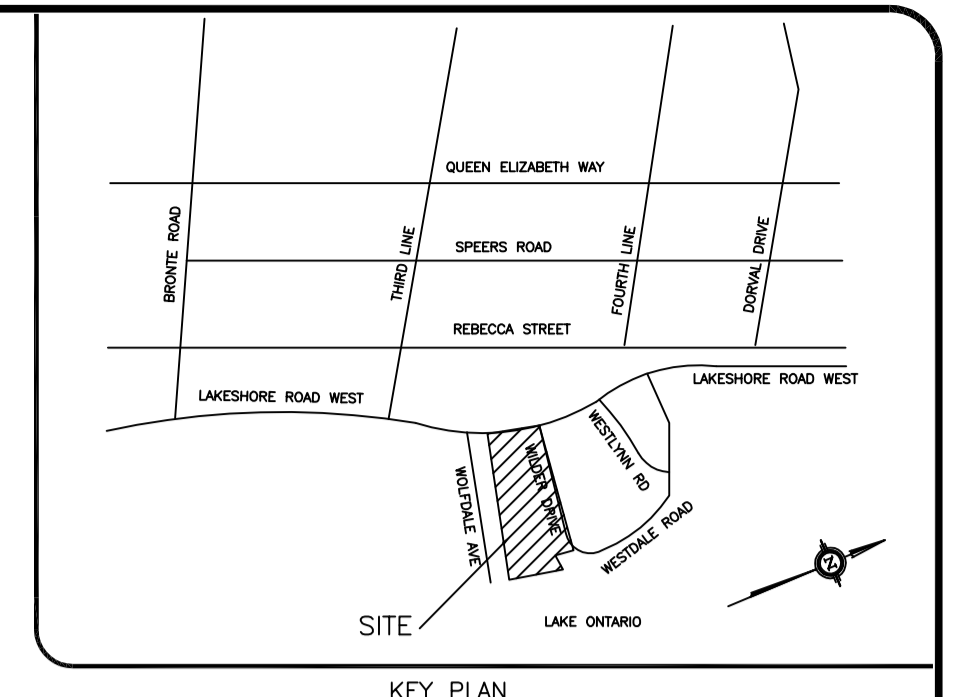 QUEEN ELIZABETH WAY
BRONTE ROAD
THIRD LINE
SPEERS ROAD
FOURTH LINE
DORVAL DRIVE
REBECCA STREET
LAKESHORE ROAD WEST
LAKESHORE ROAD WEST
WOLFDALE AVE
WILDER DRIVE
WESTLYNN RD
WESTDALE ROAD
N
SITE
LAKE ONTARIO
KEY PLAN